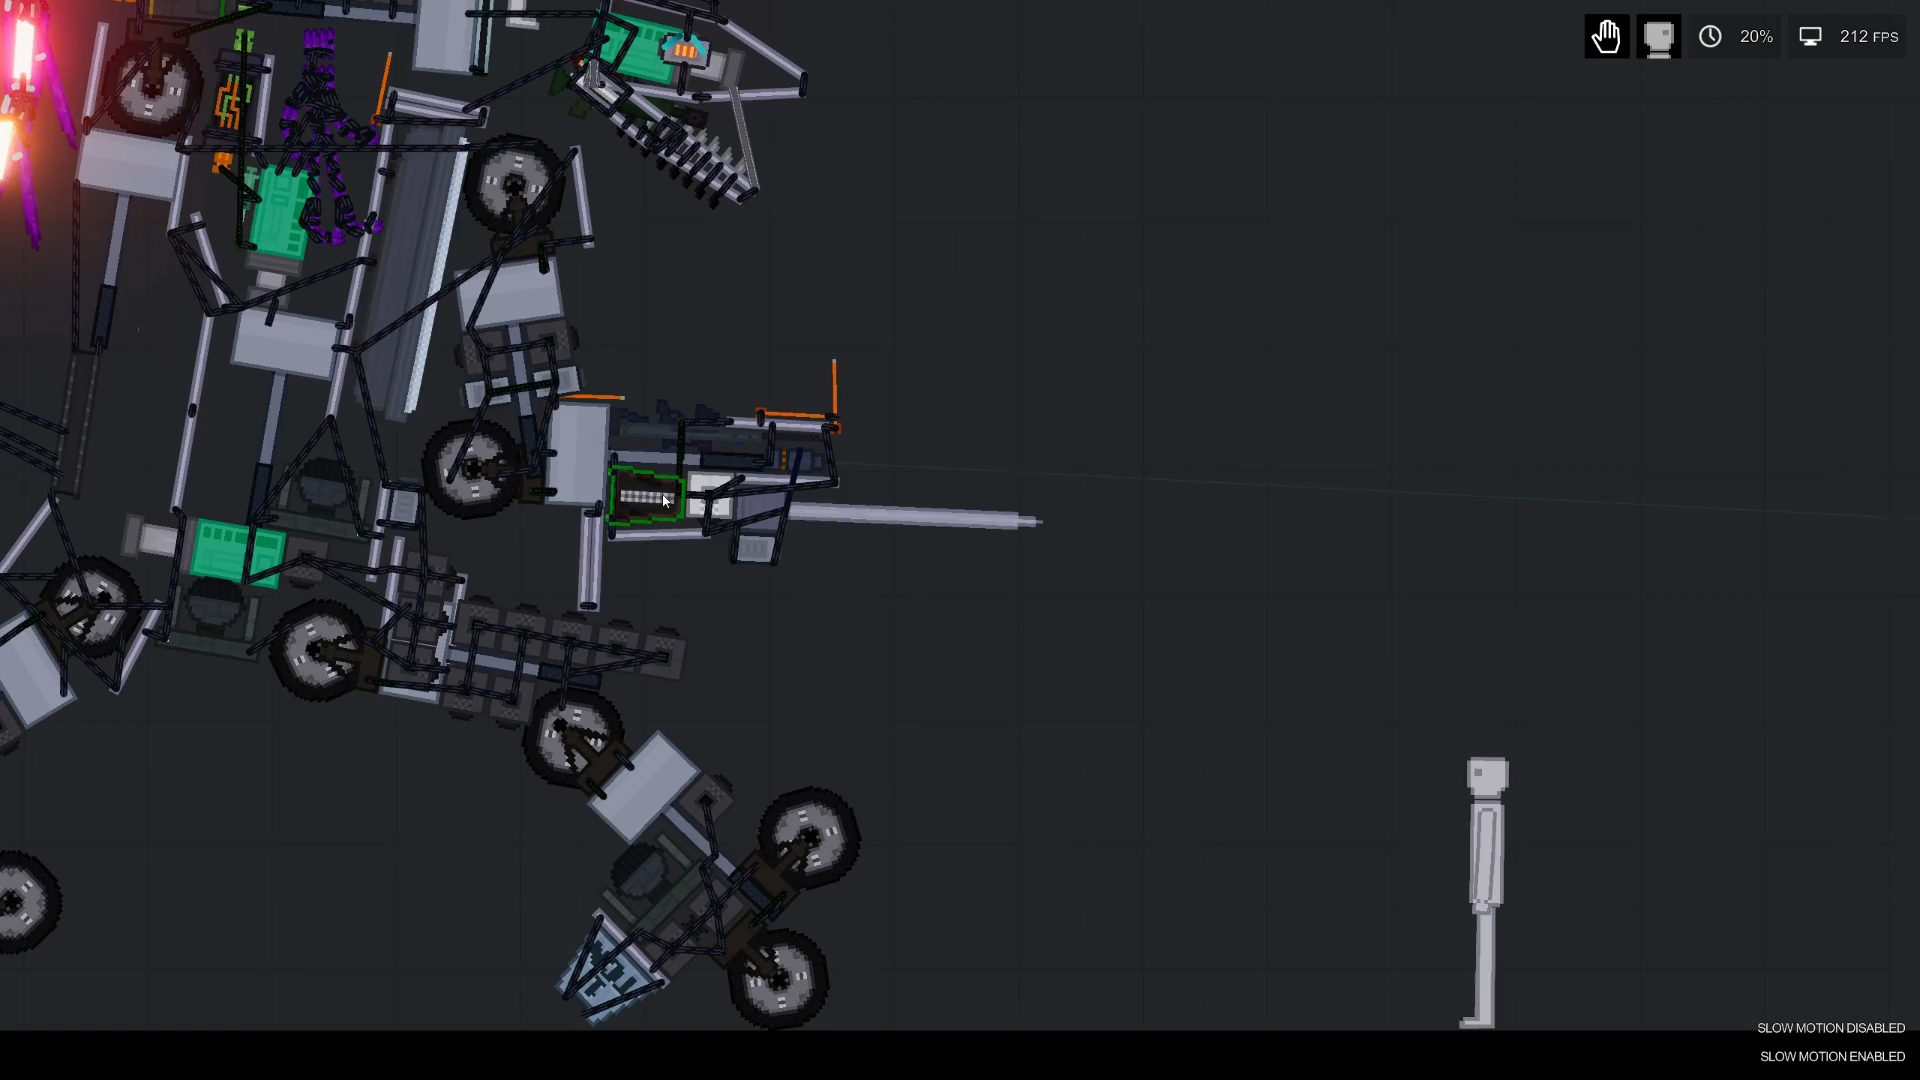 20%
212 FPS
SLOW MOTION DISABLED
SLOW MOTION ENABLED